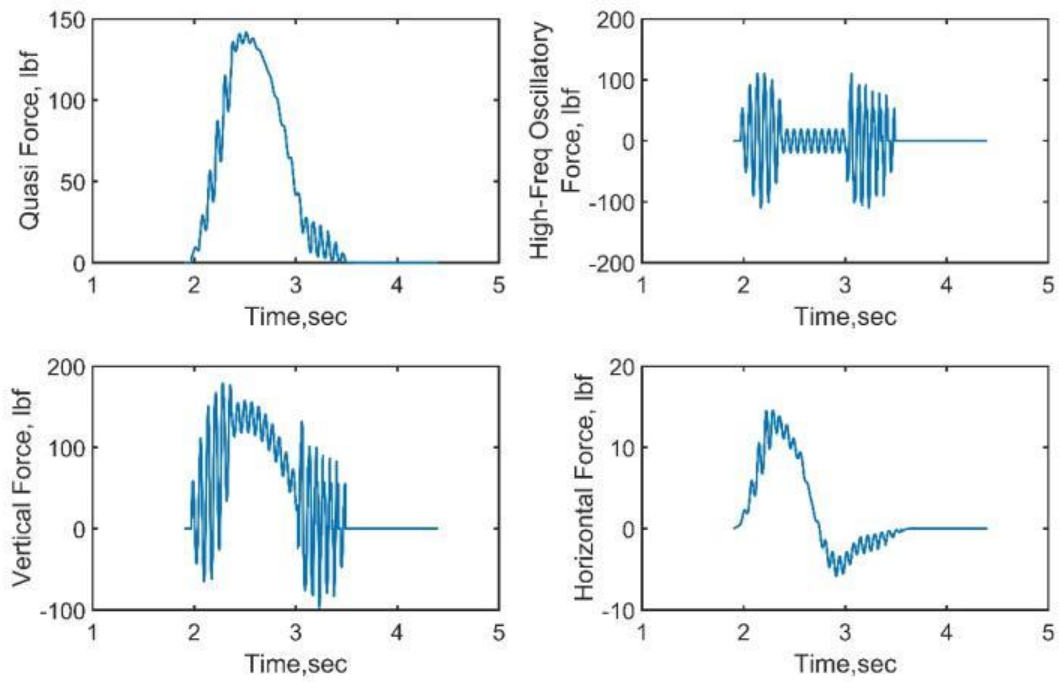 Quasi Force, lbf
150
100
50
0
1 2 3 4 5
Time,sec
High-Freq Oscillatory
Force, lbf
200
100
0
-100
-200
1 2 3 4 5
Time,sec
Vertical Force, lbf
200
100
0
-100
1 2 3 4 5
Time,sec
Horizontal Force, lbf
20
10
0
-10
1 2 3 4 5
Time,sec